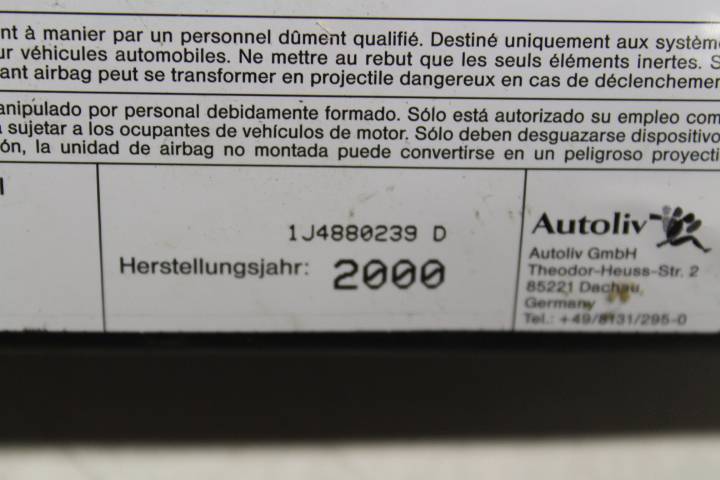 nt à manier par un personnel dûment qualifié. Destiné uniquement aux système
ur véhicules automobiles. Ne mettre au rebut que les seuls éléments inertes. S
ant airbag peut se transformer en projectile dangereux en cas de déclenchemen
anipulado por personal debidamente formado. Sólo está autorizado su empleo com
a sujetar a los ocupantes de vehículos de motor. Sólo deben desguazarse dispositivo
ón, la unidad de airbag no montada puede convertirse en un peligroso proyecti
1J4880239 D
Herstellungsjahr: 2000
Autoliv
Autoliv GmbH
Theodor-Heuss-Str. 2
85221 Dachau
Germany
Tel.: +49/8131/295-0